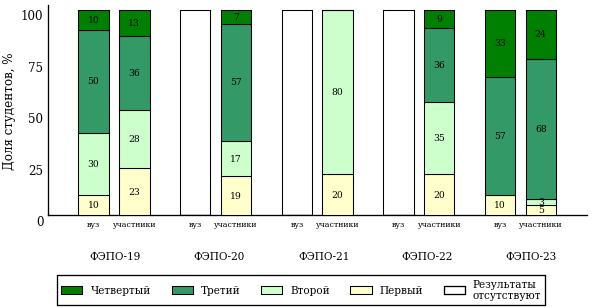 Доля студентов, %
100
75
50
25
0
10 50 30 10
13 36 28 23
7 57 17 19
80 20
9 36 35 20
33 57 10
24 68 3 5
вуз участники вуз участники вуз участники вуз участники вуз участники
ФЭПО-19 ФЭПО-20 ФЭПО-21 ФЭПО-22 ФЭПО-23
Четвертый Третий Второй Первый Результаты
отсутствуют